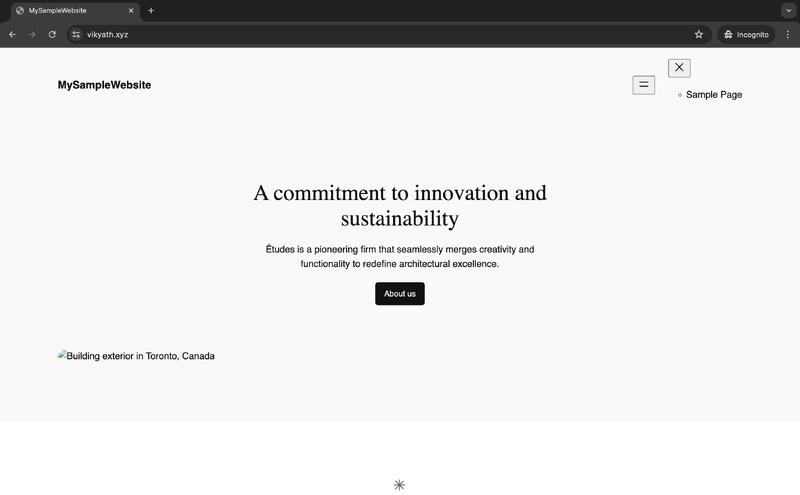 MySampleWebsite
vikyath.xyz
Incognito
MySampleWebsite
Sample Page
A commitment to innovation and
sustainability
Études is a pioneering firm that seamlessly merges creativity and
functionality to redefine architectural excellence.
About us
Building exterior in Toronto, Canada